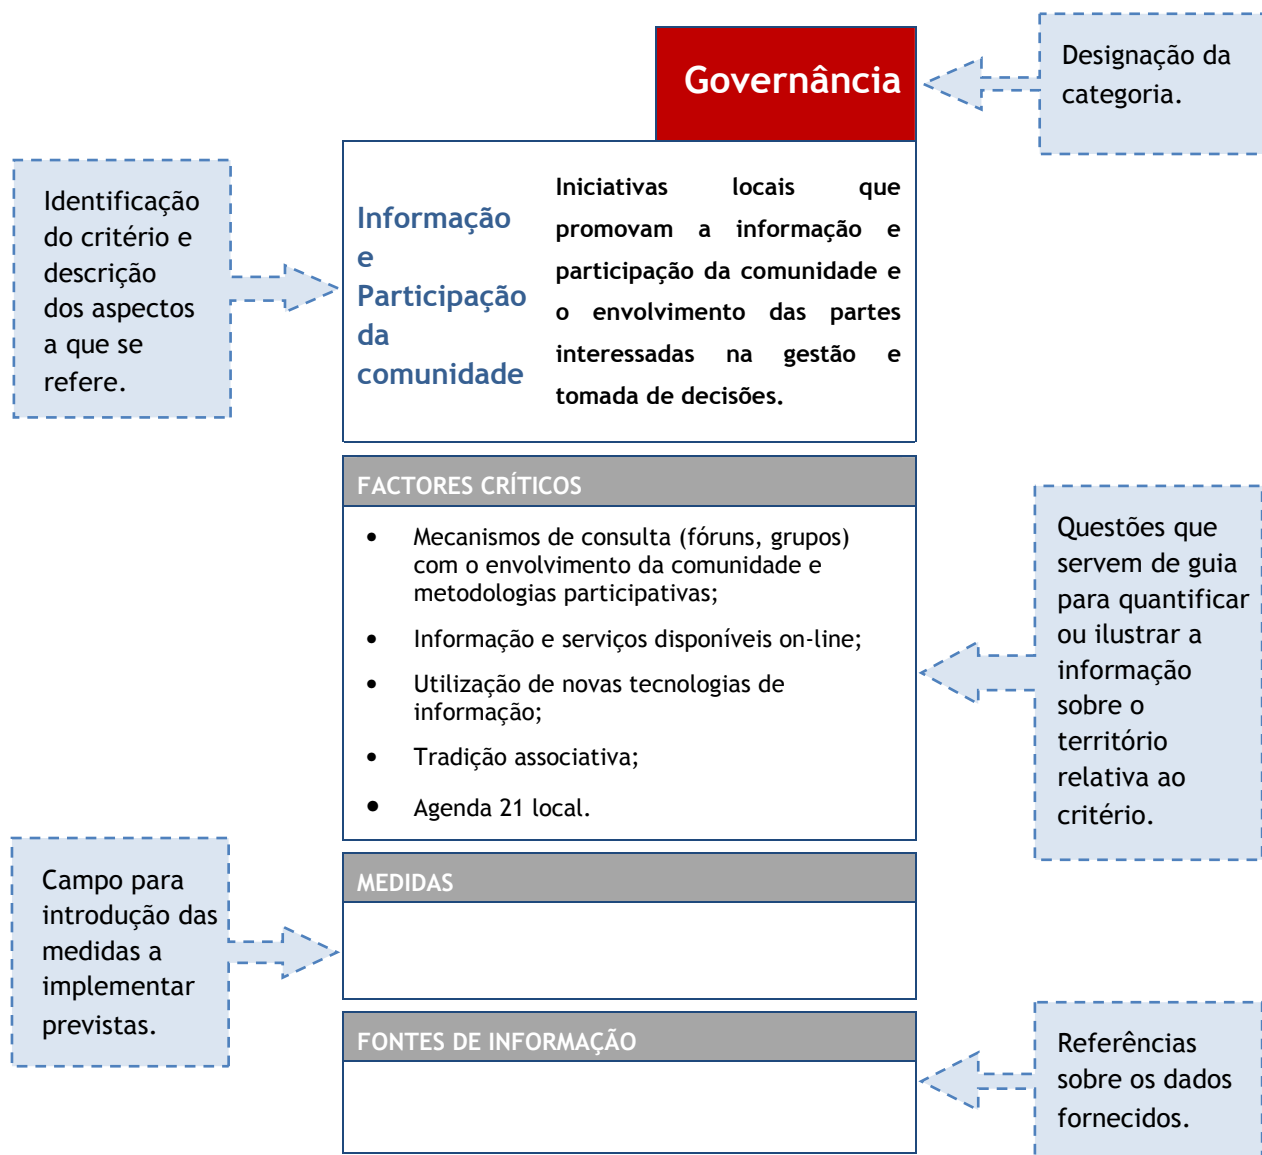 Governância
Designação da
categoria.
Identificação
do critério e
descrição
dos aspectos
a que se
refere.
Informação
e
Participação
da
comunidade
Iniciativas locais que
promovam a informação e
participação da comunidade e
o envolvimento das partes
interessadas na gestão e
tomada de decisões.
FACTORES CRÍTICOS
• Mecanismos de consulta (fóruns, grupos)
com o envolvimento da comunidade e
metodologias participativas;
• Informação e serviços disponíveis on-line;
• Utilização de novas tecnologias de
informação;
• Tradição associativa;
• Agenda 21 local.
Questões que
servem de guia
para quantificar
ou ilustrar a
informação
sobre o
território
relativa ao
critério.
Campo para
introdução das
medidas a
implementar
previstas.
MEDIDAS
FONTES DE INFORMAÇÃO
Referências
sobre os dados
fornecidos.